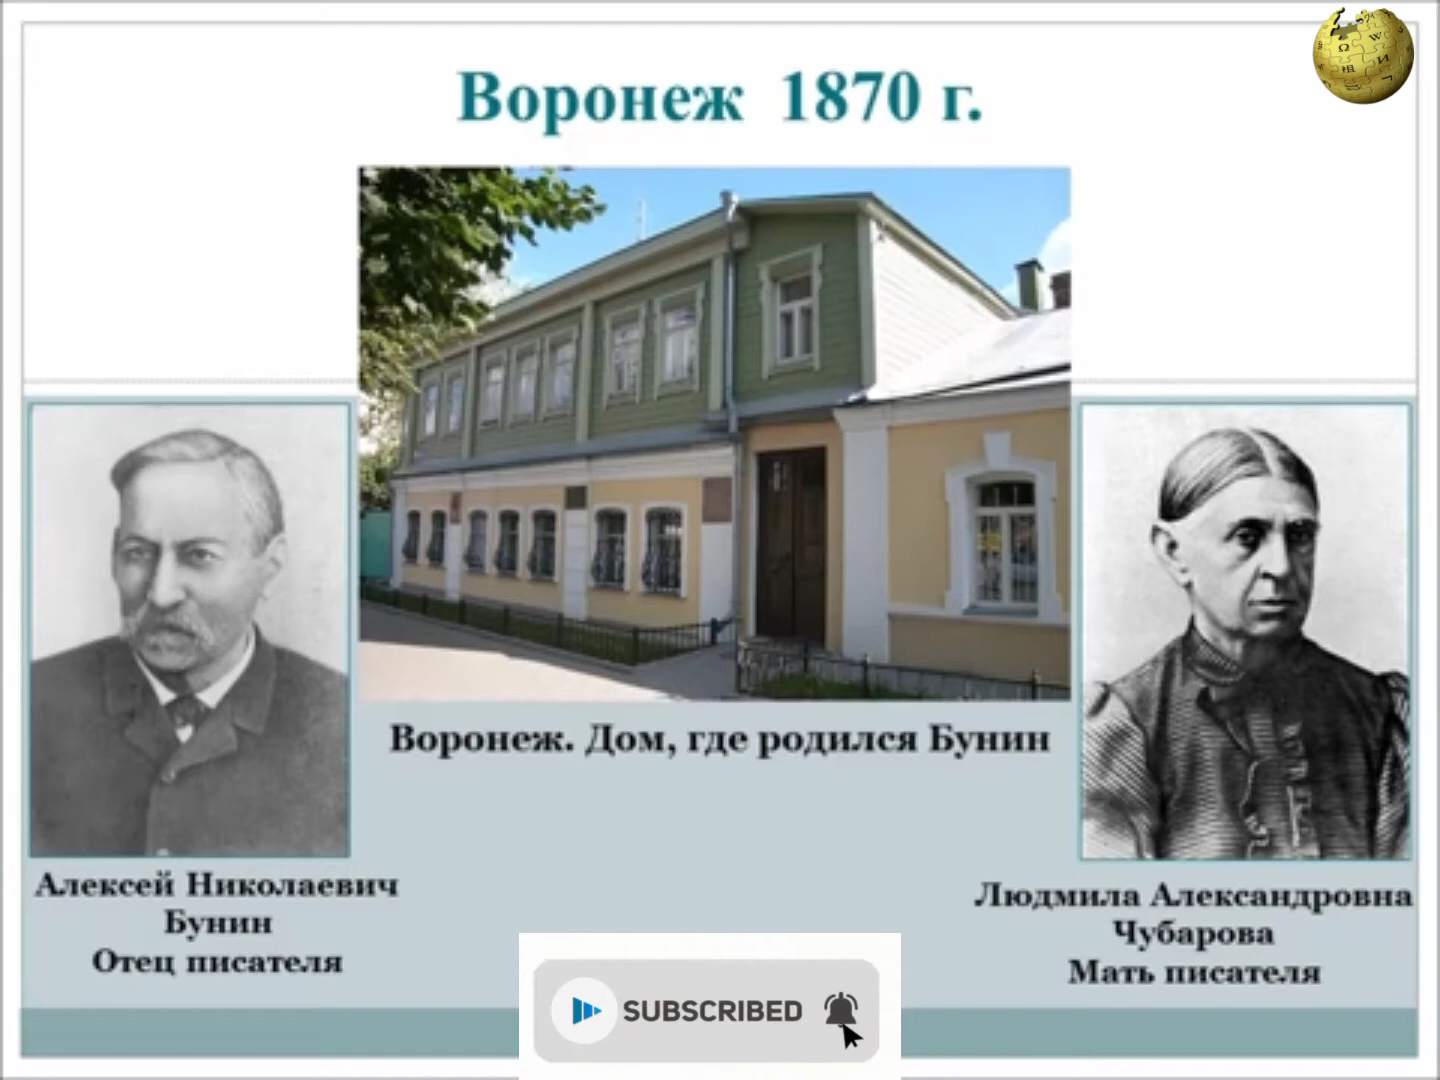 Воронеж 1870 г.
Воронеж. Дом, где родился Бунин
Алексей Николаевич
Бунин
Отец писателя
Людмила Александровна
Чубарова
Мать писателя
SUBSCRIBED